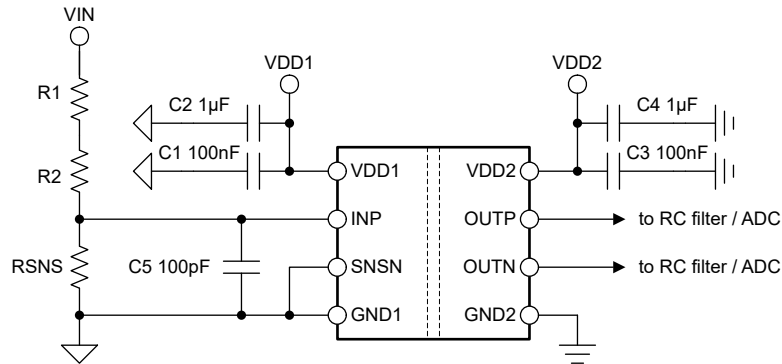 VIN
VDD1
VDD2
R1
C2 1µF
C4 1µF
C1 100nF
C3 100nF
R2
VDD1
VDD2
INP
OUTP
to RC filter / ADC
RSNS
C5 100pF
SNSN
OUTN
to RC filter / ADC
GND1
GND2